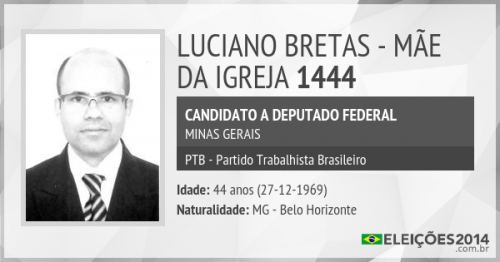 LUCIANO BRETAS - MÃE
DA IGREJA 1444
CANDIDATO A DEPUTADO FEDERAL
MINAS GERAIS
PTB - Partido Trabalhista Brasileiro
Idade: 44 anos (27-12-1969)
Naturalidade: MG - Belo Horizonte
ELEIÇÕES2014
.com.br